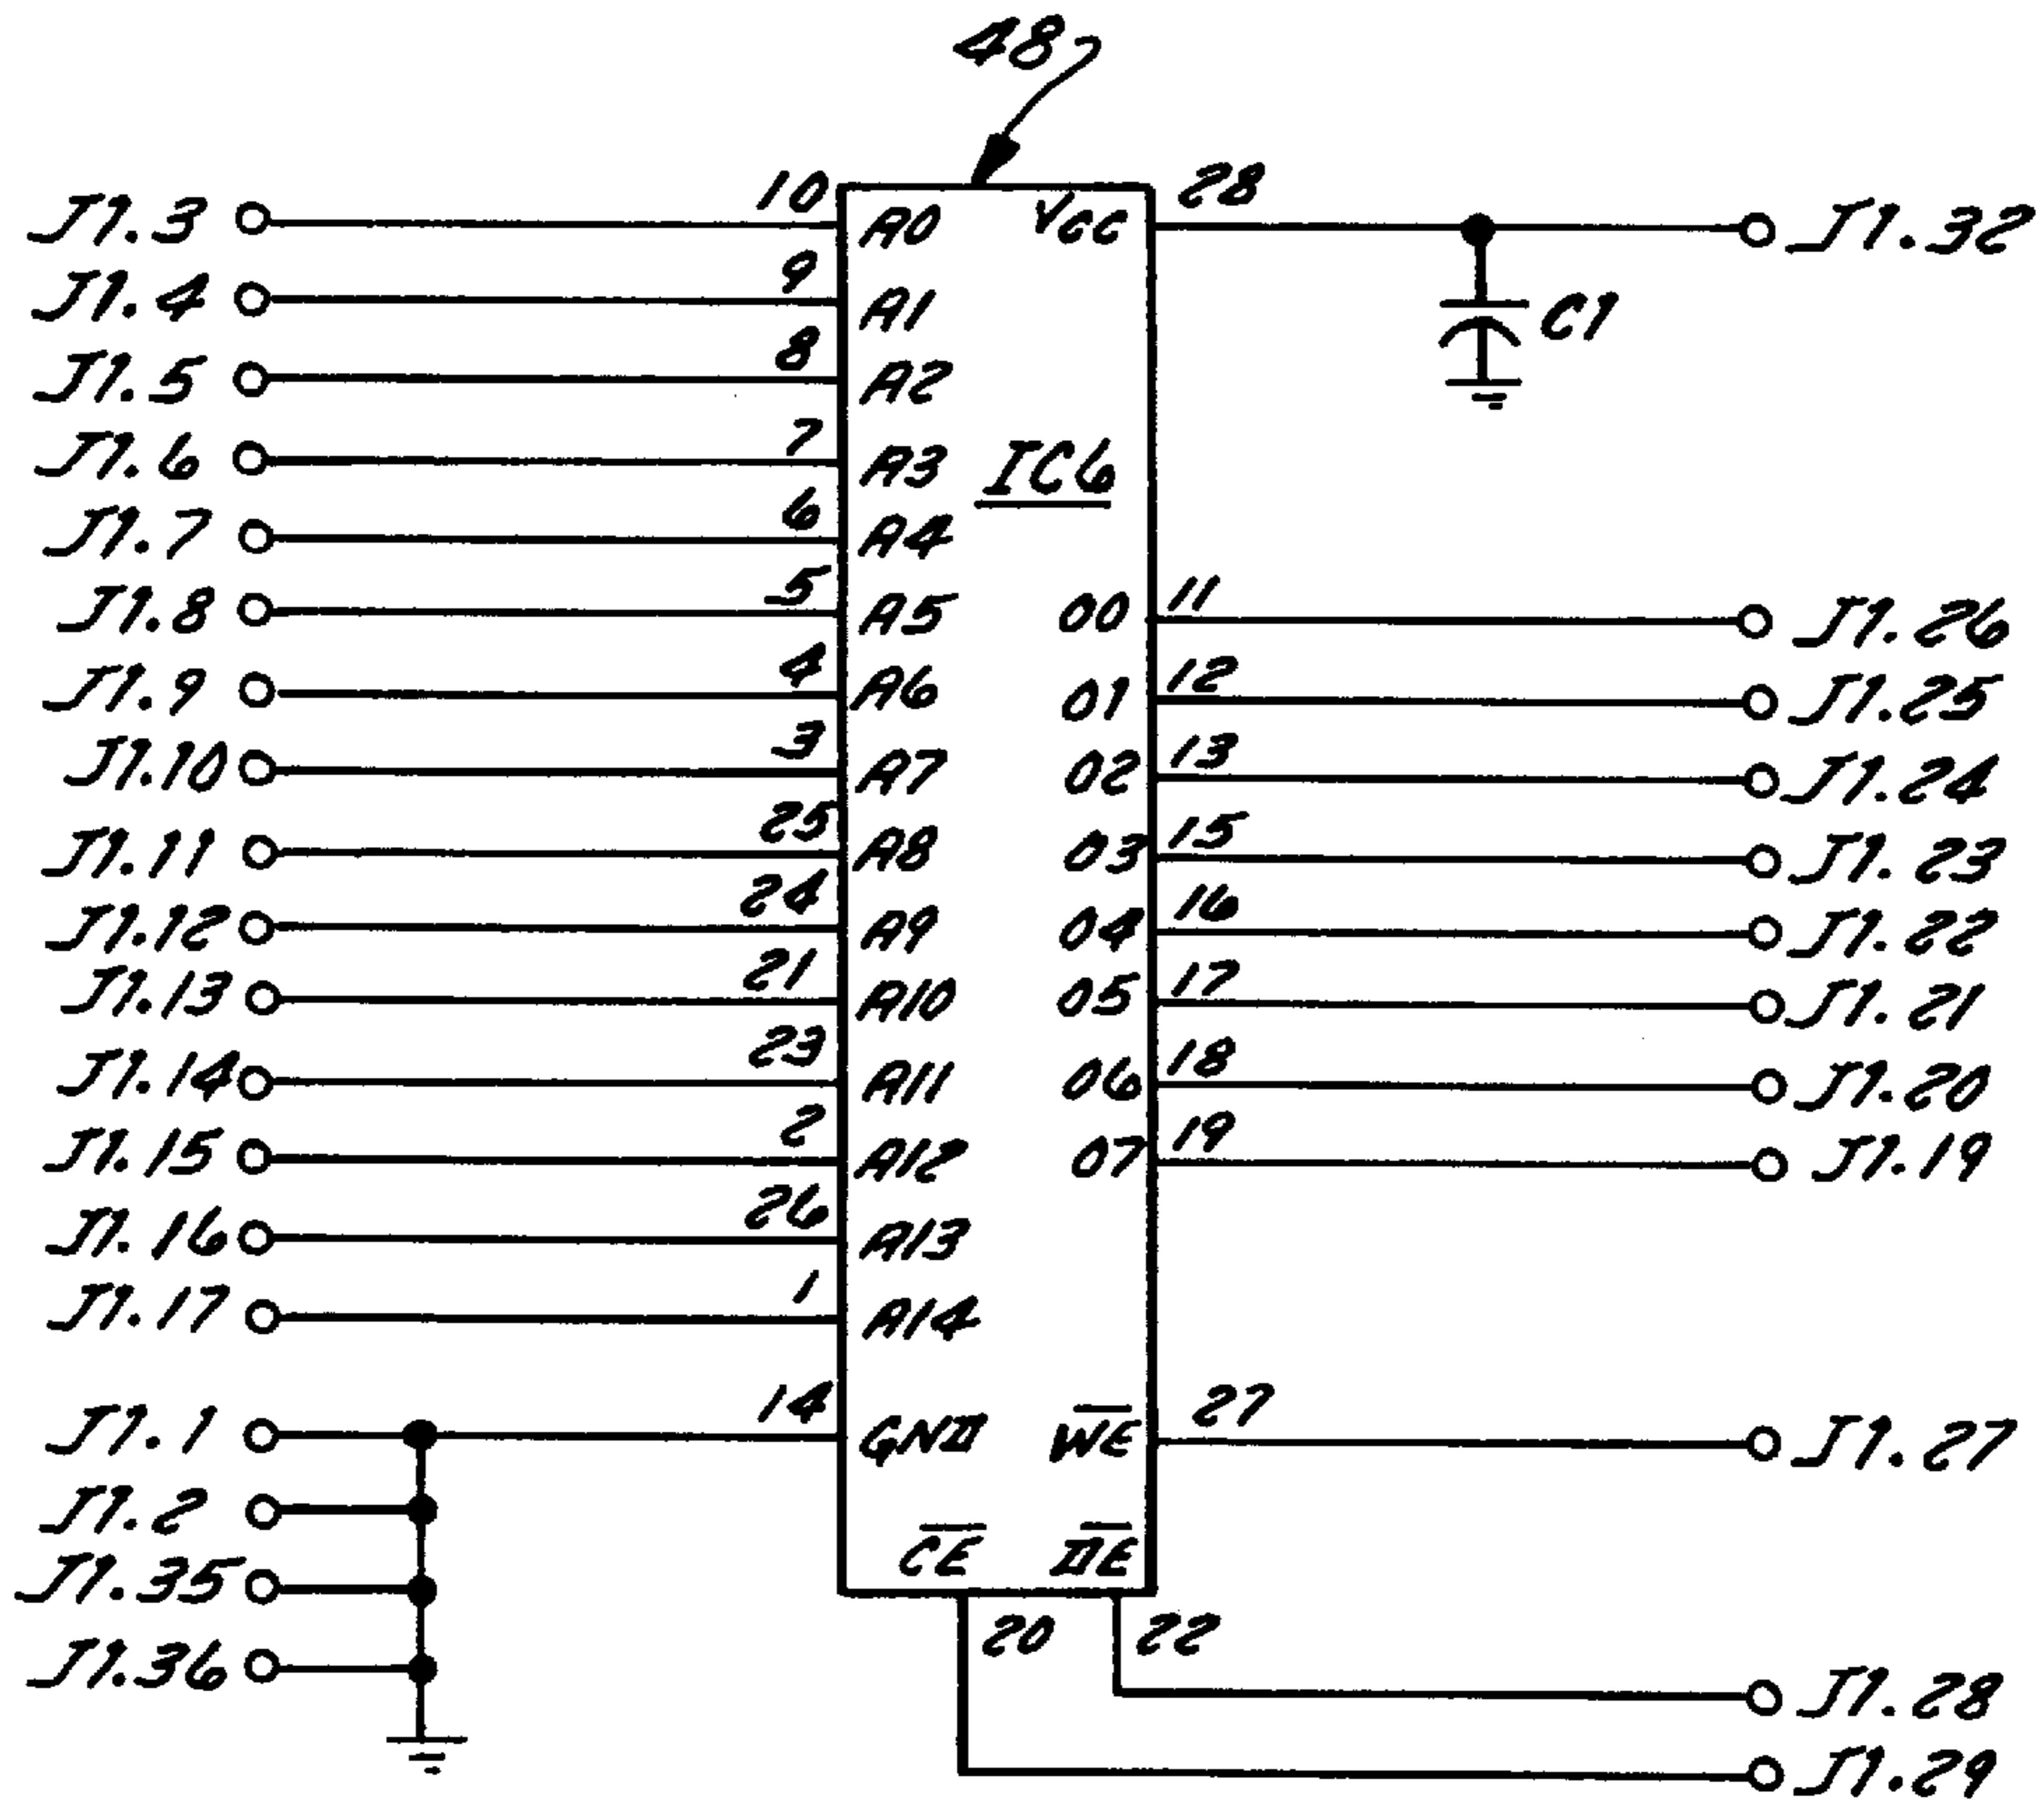 48
J1.3 10 A0 VCC 28 J1.32
J1.4 9 A1 C1
J1.5 8 A2
J1.6 7 A3 IC6
J1.7 6 A4
J1.8 5 A5 00 11 J1.26
J1.9 4 A6 01 12 J1.25
J1.10 3 A7 02 13 J1.24
J1.11 25 A8 03 15 J1.23
J1.12 24 A9 04 16 J1.22
J1.13 21 A10 05 17 J1.21
J1.14 23 A11 06 18 J1.20
J1.15 2 A12 07 19 J1.19
J1.16 26 A13
J1.17 1 A14
J1.1 14 GND W̅E̅ 27 J1.27
J1.2
J1.35 C̅E̅ O̅E̅
J1.36 20 22
J1.28
J1.29